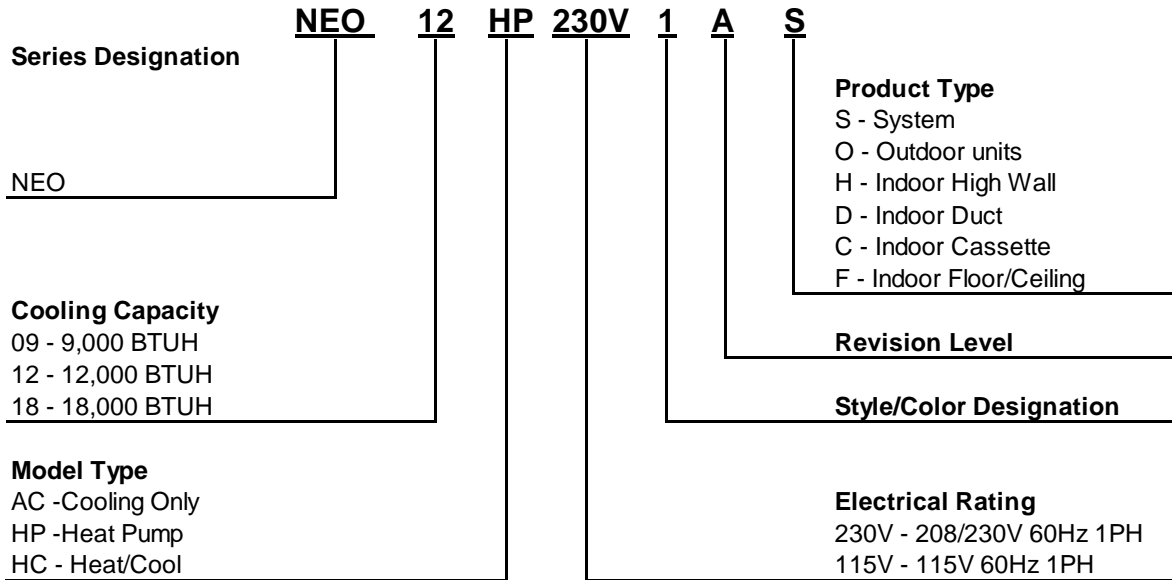 NEO 12 HP 230V 1 A S
Series Designation
NEO
Cooling Capacity
09 - 9,000 BTUH
12 - 12,000 BTUH
18 - 18,000 BTUH
Model Type
AC -Cooling Only
HP -Heat Pump
HC - Heat/Cool
Product Type
S - System
O - Outdoor units
H - Indoor High Wall
D - Indoor Duct
C - Indoor Cassette
F - Indoor Floor/Ceiling
Revision Level
Style/Color Designation
Electrical Rating
230V - 208/230V 60Hz 1PH
115V - 115V 60Hz 1PH